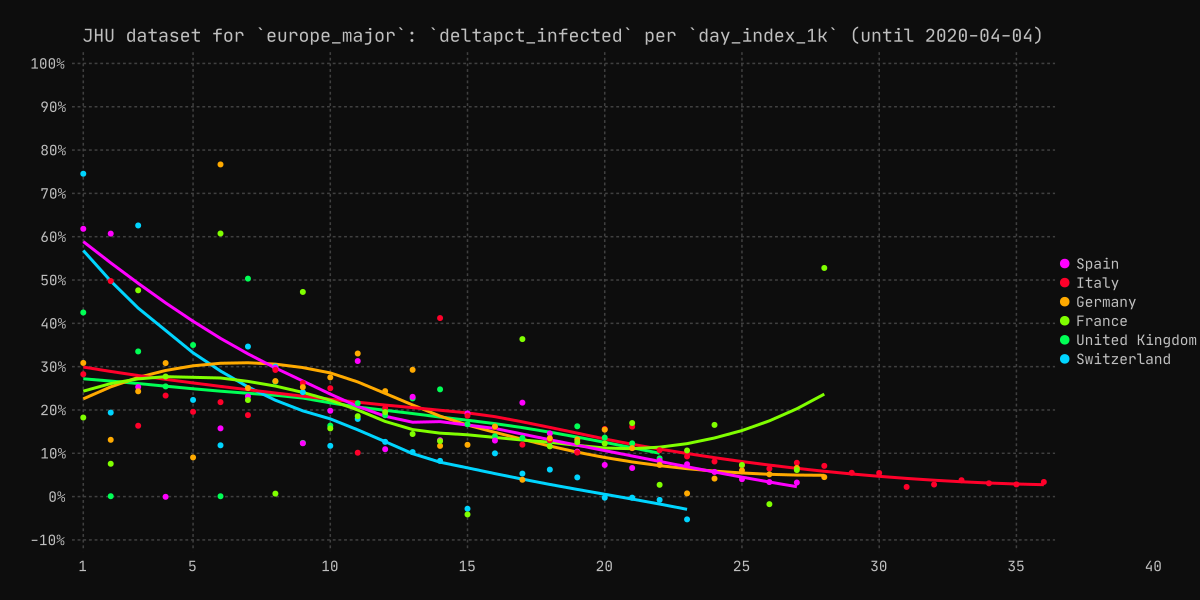 JHU dataset for `europe_major`: `deltapct_infected` per `day_index_1k` (until 2020-04-04)
100%
90%
80%
70%
60%
50%
40%
30%
20%
10%
0%
-10%
1 5 10 15 20 25 30 35 40
Spain
Italy
Germany
France
United Kingdom
Switzerland